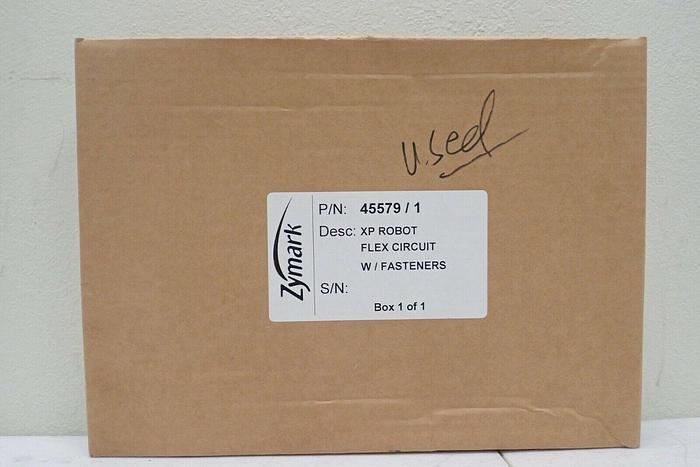 used
Zymark
P/N: 45579 / 1
Desc: XP ROBOT
FLEX CIRCUIT
W / FASTENERS
S/N:
Box 1 of 1